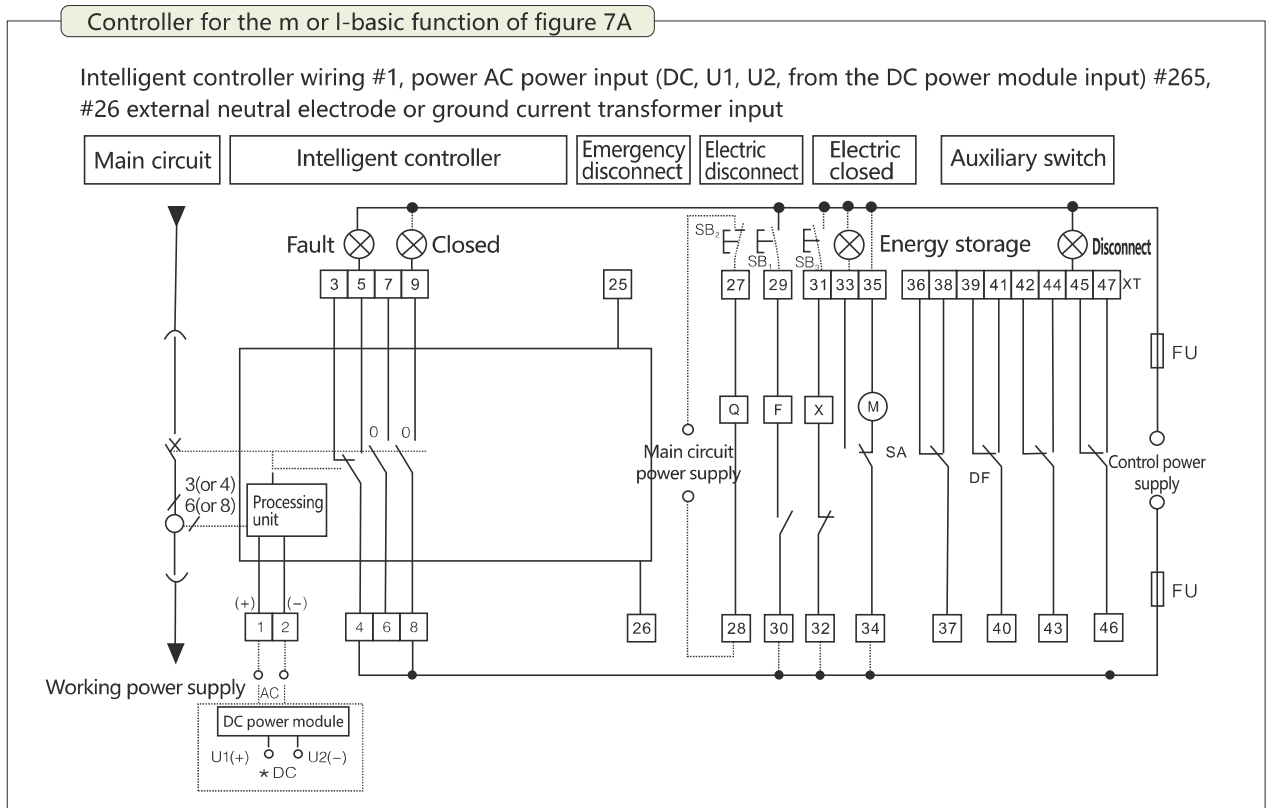 Controller for the m or l-basic function of figure 7A
Intelligent controller wiring #1, power AC power input (DC, U1, U2, from the DC power module input) #265,
#26 external neutral electrode or ground current transformer input
Main circuit
Intelligent controller
Emergency
disconnect
Electric
disconnect
Electric
closed
Auxiliary switch
Fault
Closed
SB2
SB1
SB3
Energy storage
Disconnect
3 5 7 9
25
27 29 31 33 35 36 38 39 41 42 44 45 47 XT
FU
Q F X M
0 0
Main circuit
power supply
SA
DF
Control power
supply
3(or 4)
6(or 8)
Processing
unit
FU
(+) (−)
1 2 4 6 8 26 28 30 32 34 37 40 43 46
Working power supply
AC
DC power module
U1(+) U2(−)
* DC